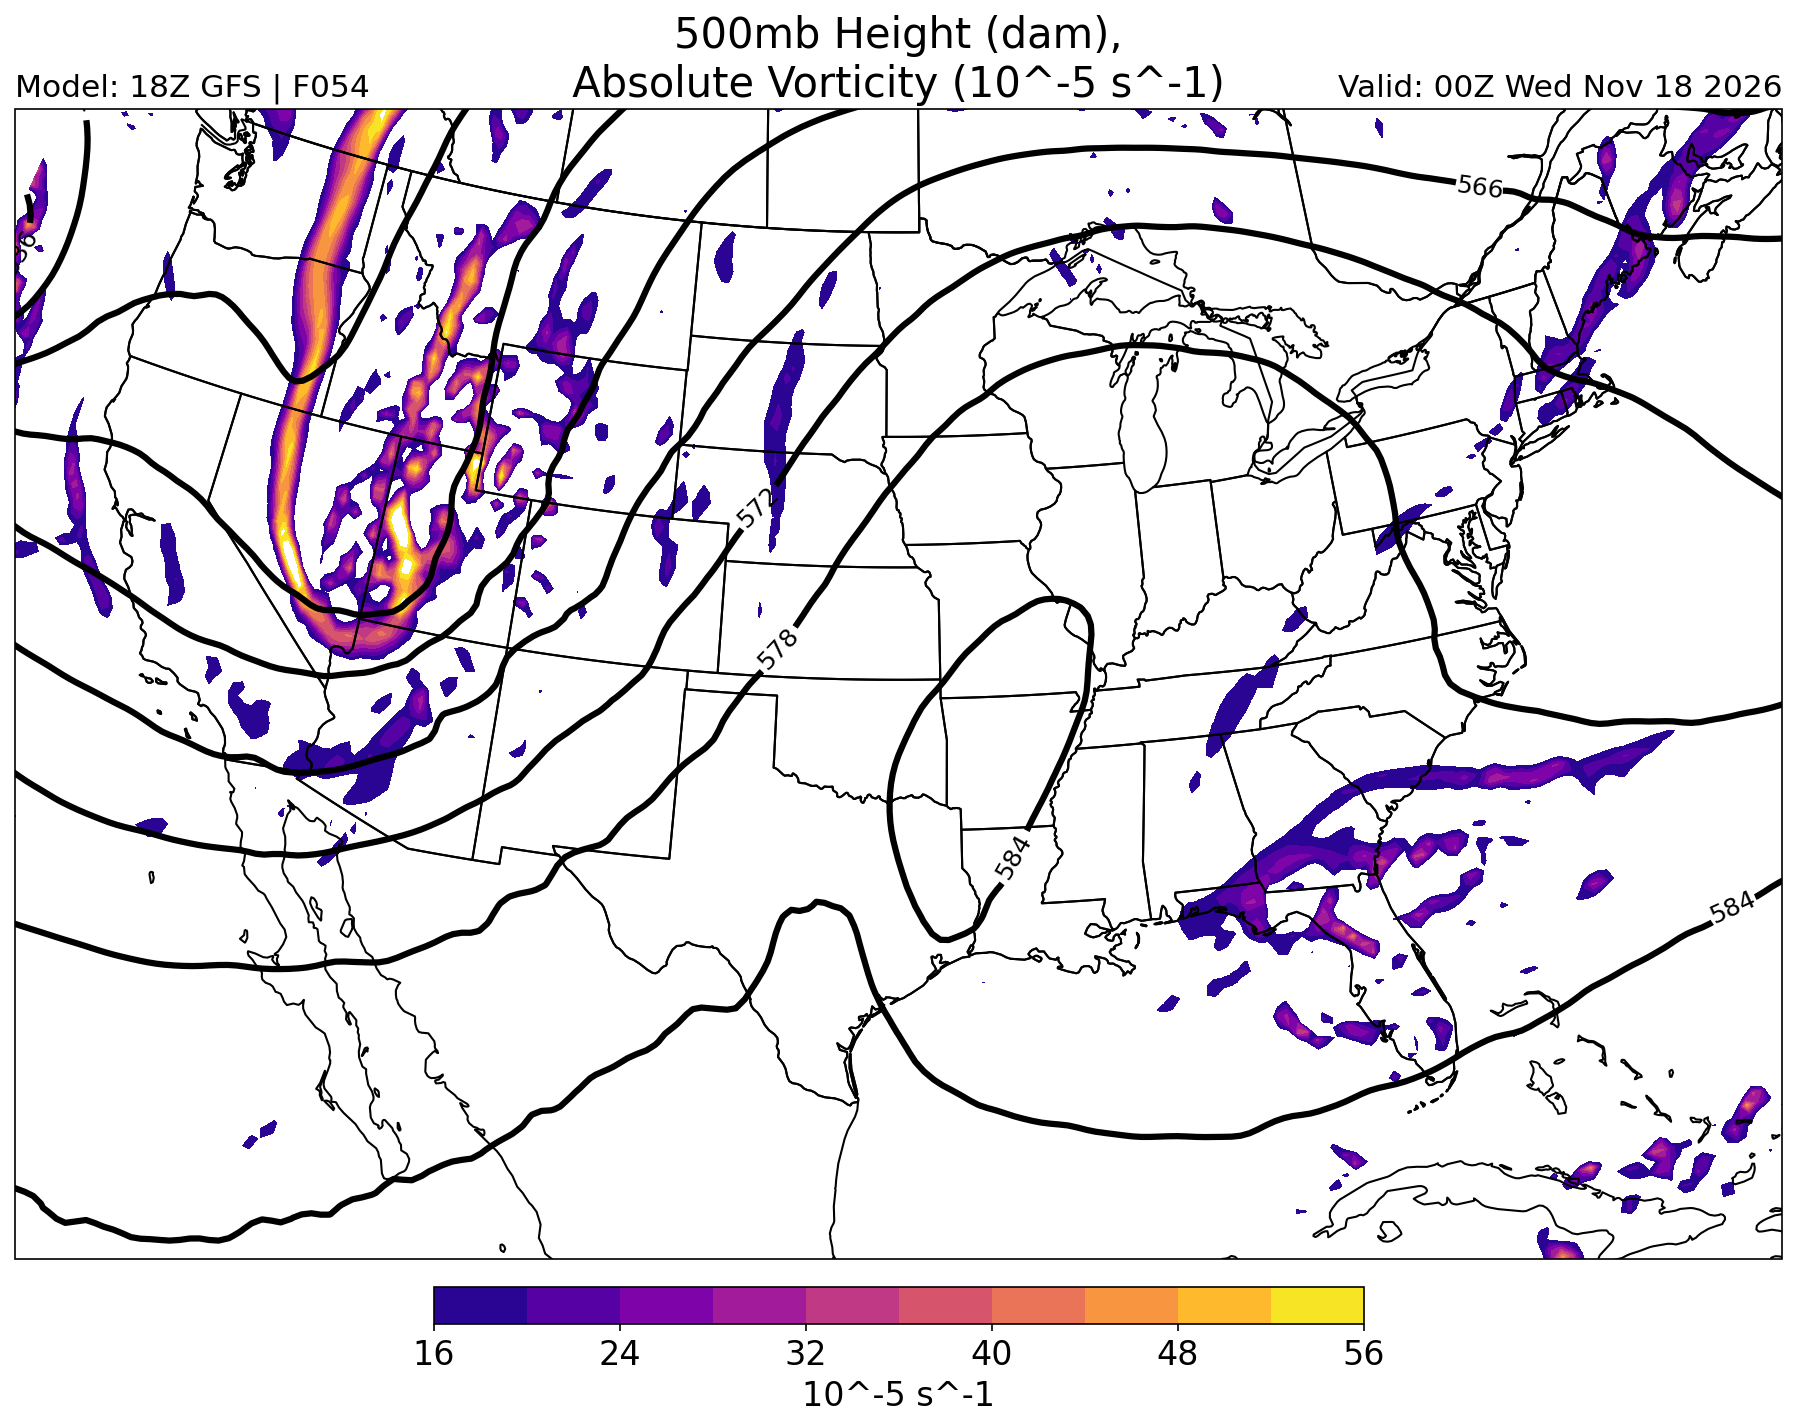 500mb Height (dam),
Model: 18Z GFS | F054
Absolute Vorticity (10^-5 s^-1)
Valid: 00Z Wed Nov 18 2026
566
572
578
584
584
16 24 32 40 48 56
10^-5 s^-1